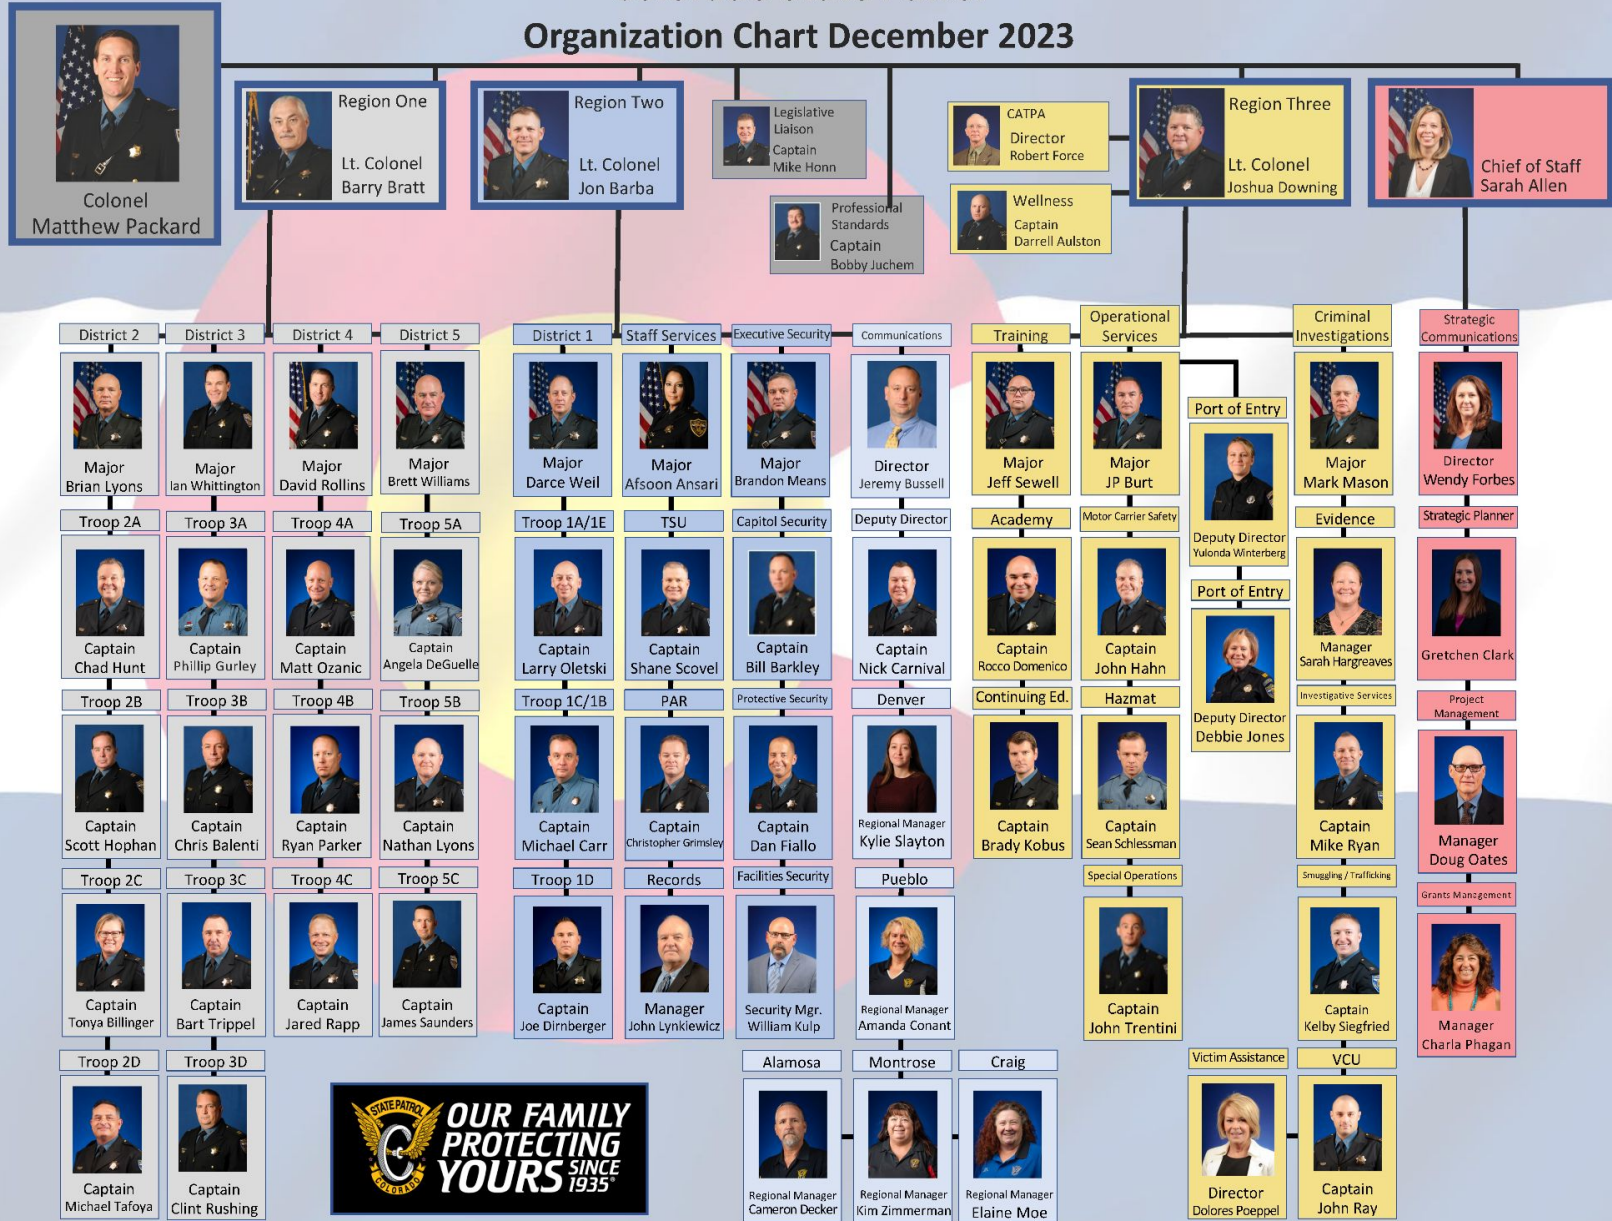 Organization Chart December 2023
Colonel
Matthew Packard
Region One
Lt. Colonel
Barry Bratt
Region Two
Lt. Colonel
Jon Barba
Legislative
Liaison
Captain
Mike Honn
Professional
Standards
Captain
Bobby Juchem
CATPA
Director
Robert Force
Wellness
Captain
Darrell Aulston
Region Three
Lt. Colonel
Joshua Downing
Chief of Staff
Sarah Allen
District 2
Major
Brian Lyons
Troop 2A
Captain
Chad Hunt
Troop 2B
Captain
Scott Hophan
Troop 2C
Captain
Tonya Billinger
Troop 2D
Captain
Michael Tafoya
District 3
Major
Ian Whittington
Troop 3A
Captain
Phillip Gurley
Troop 3B
Captain
Chris Balenti
Troop 3C
Captain
Bart Trippel
Troop 3D
Captain
Clint Rushing
District 4
Major
David Rollins
Troop 4A
Captain
Matt Ozanic
Troop 4B
Captain
Ryan Parker
Troop 4C
Captain
Jared Rapp
District 5
Major
Brett Williams
Troop 5A
Captain
Angela DeGuelle
Troop 5B
Captain
Nathan Lyons
Troop 5C
Captain
James Saunders
District 1
Major
Darce Weil
Troop 1A/1E
Captain
Larry Oletski
Troop 1C/1B
Captain
Michael Carr
Troop 1D
Captain
Joe Dirnberger
Staff Services
Major
Afsoon Ansari
TSU
Captain
Shane Scovel
PAR
Captain
Christopher Grimsley
Records
Manager
John Lynkiewicz
Executive Security
Major
Brandon Means
Capitol Security
Captain
Bill Barkley
Protective Security
Captain
Dan Fiallo
Facilities Security
Security Mgr.
William Kulp
Communications
Director
Jeremy Bussell
Deputy Director
Captain
Nick Carnival
Denver
Regional Manager
Kylie Slayton
Pueblo
Regional Manager
Amanda Conant
Alamosa
Regional Manager
Cameron Decker
Montrose
Regional Manager
Kim Zimmerman
Craig
Regional Manager
Elaine Moe
Training
Major
Jeff Sewell
Academy
Captain
Rocco Domenico
Continuing Ed.
Captain
Brady Kobus
Operational
Services
Major
JP Burt
Motor Carrier Safety
Captain
John Hahn
Hazmat
Captain
Sean Schlessman
Special Operations
Captain
John Trentini
Port of Entry
Deputy Director
Yulonda Winterberg
Port of Entry
Deputy Director
Debbie Jones
Criminal
Investigations
Major
Mark Mason
Evidence
Manager
Sarah Hargreaves
Investigative Services
Captain
Mike Ryan
Smuggling / Trafficking
Captain
Kelby Siegfried
Victim Assistance
Director
Dolores Poeppel
VCU
Captain
John Ray
Strategic
Communications
Director
Wendy Forbes
Strategic Planner
Gretchen Clark
Project
Management
Manager
Doug Oates
Grants Management
Manager
Charla Phagan
STATE PATROL
COLORADO
OUR FAMILY
PROTECTING
YOURS SINCE
1935